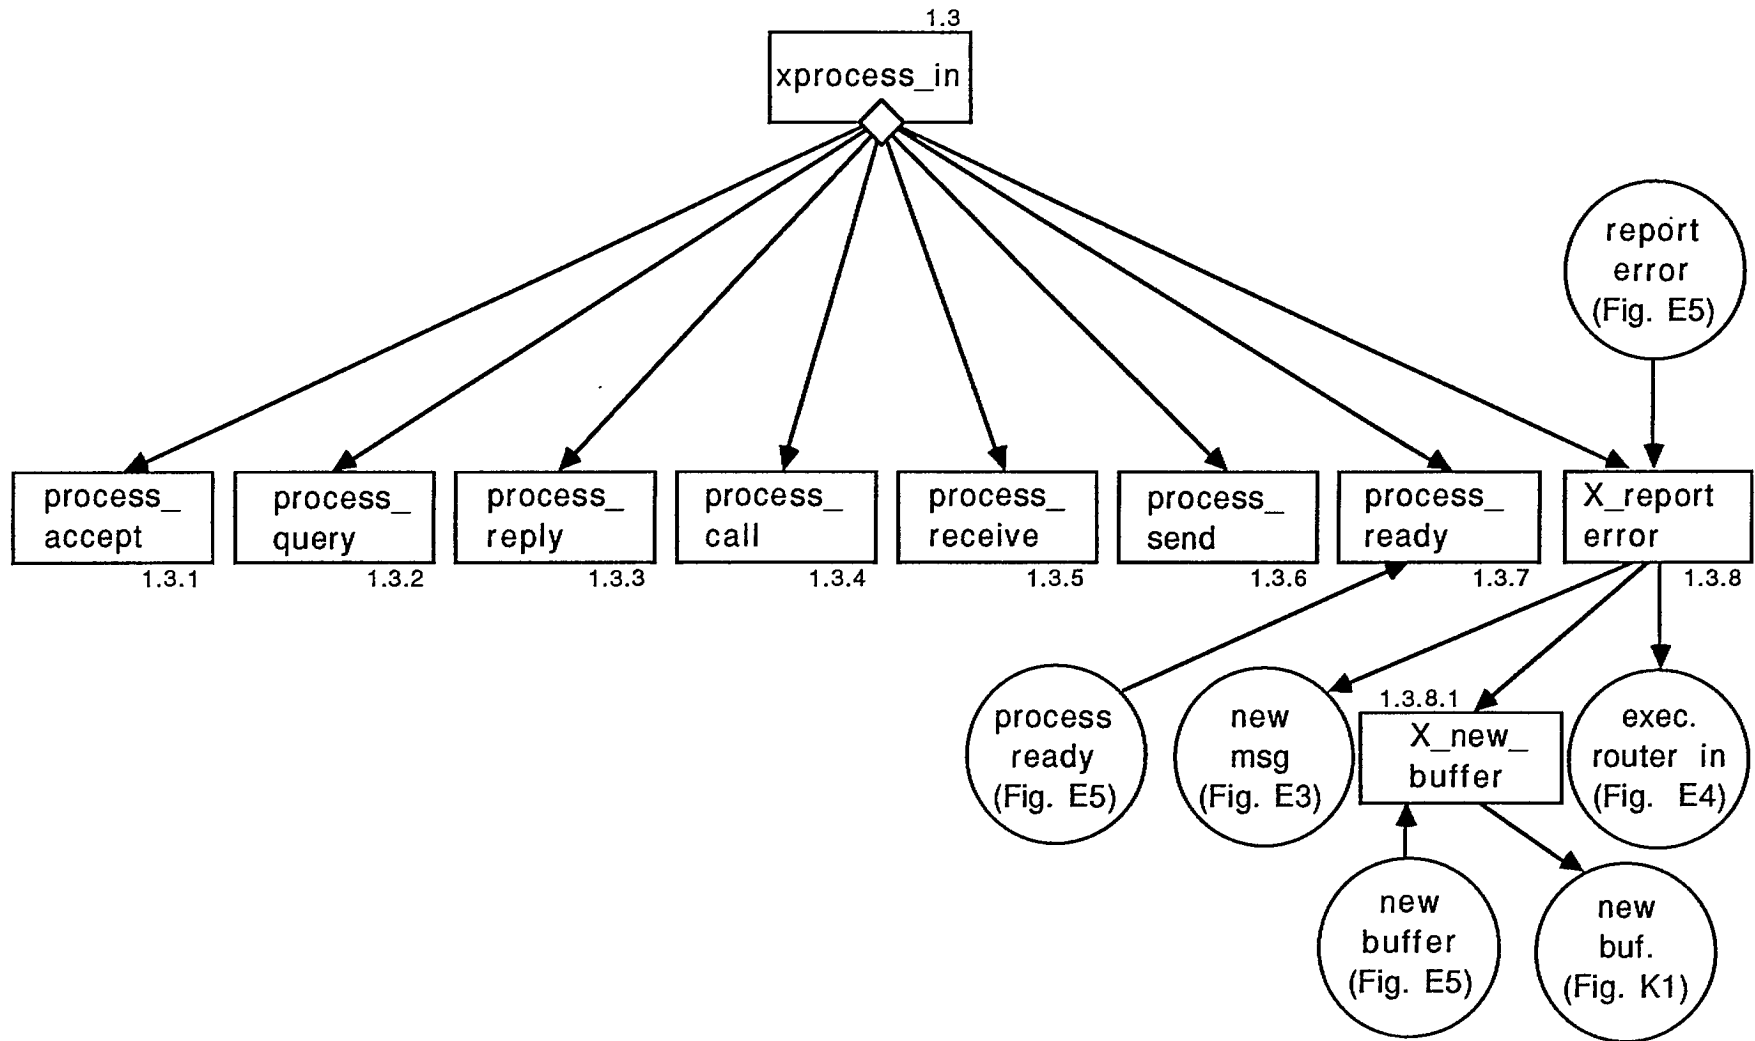 1.3
xprocess_in
report
error
(Fig. E5)
process_
accept
1.3.1
process_
query
1.3.2
process_
reply
1.3.3
process_
call
1.3.4
process_
receive
1.3.5
process_
send
1.3.6
process_
ready
1.3.7
X_report
error
1.3.8
process
ready
(Fig. E5)
new
msg
(Fig. E3)
1.3.8.1
X_new_
buffer
exec.
router in
(Fig. E4)
new
buffer
(Fig. E5)
new
buf.
(Fig. K1)